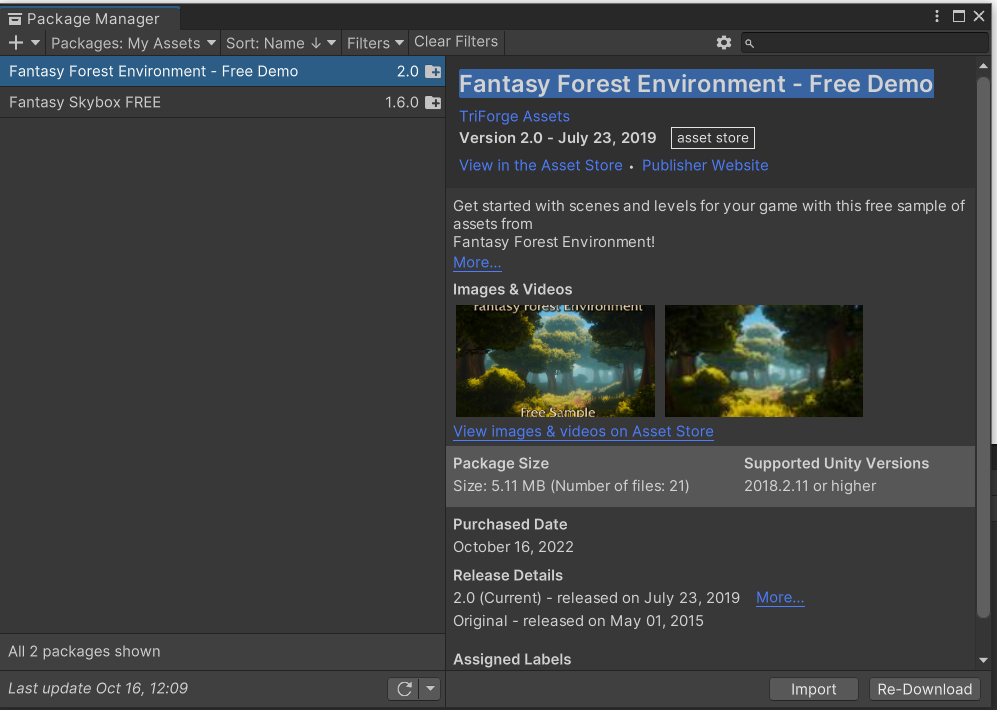 Package Manager
Packages: My Assets Sort: Name ↓ Filters Clear Filters
Fantasy Forest Environment - Free Demo 2.0
Fantasy Skybox FREE 1.6.0
All 2 packages shown
Last update Oct 16, 12:09
Fantasy Forest Environment - Free Demo
TriForge Assets
Version 2.0 - July 23, 2019 asset store
View in the Asset Store • Publisher Website
Get started with scenes and levels for your game with this free sample of
assets from
Fantasy Forest Environment!
More...
Images & Videos
Fantasy Forest Environment
Free Sample
View images & videos on Asset Store
Package Size Supported Unity Versions
Size: 5.11 MB (Number of files: 21) 2018.2.11 or higher
Purchased Date
October 16, 2022
Release Details
2.0 (Current) - released on July 23, 2019 More...
Original - released on May 01, 2015
Assigned Labels
Import Re-Download